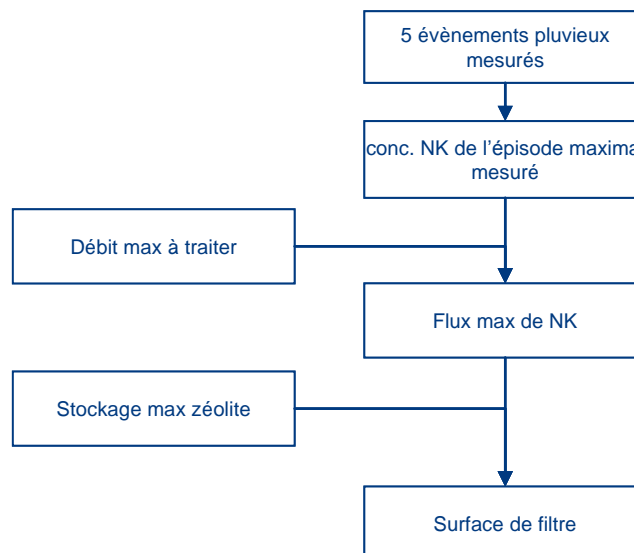 5 évènements pluvieux
mesurés
conc. NK de l'épisode maxima
mesuré
Débit max à traiter
Flux max de NK
Stockage max zéolite
Surface de filtre